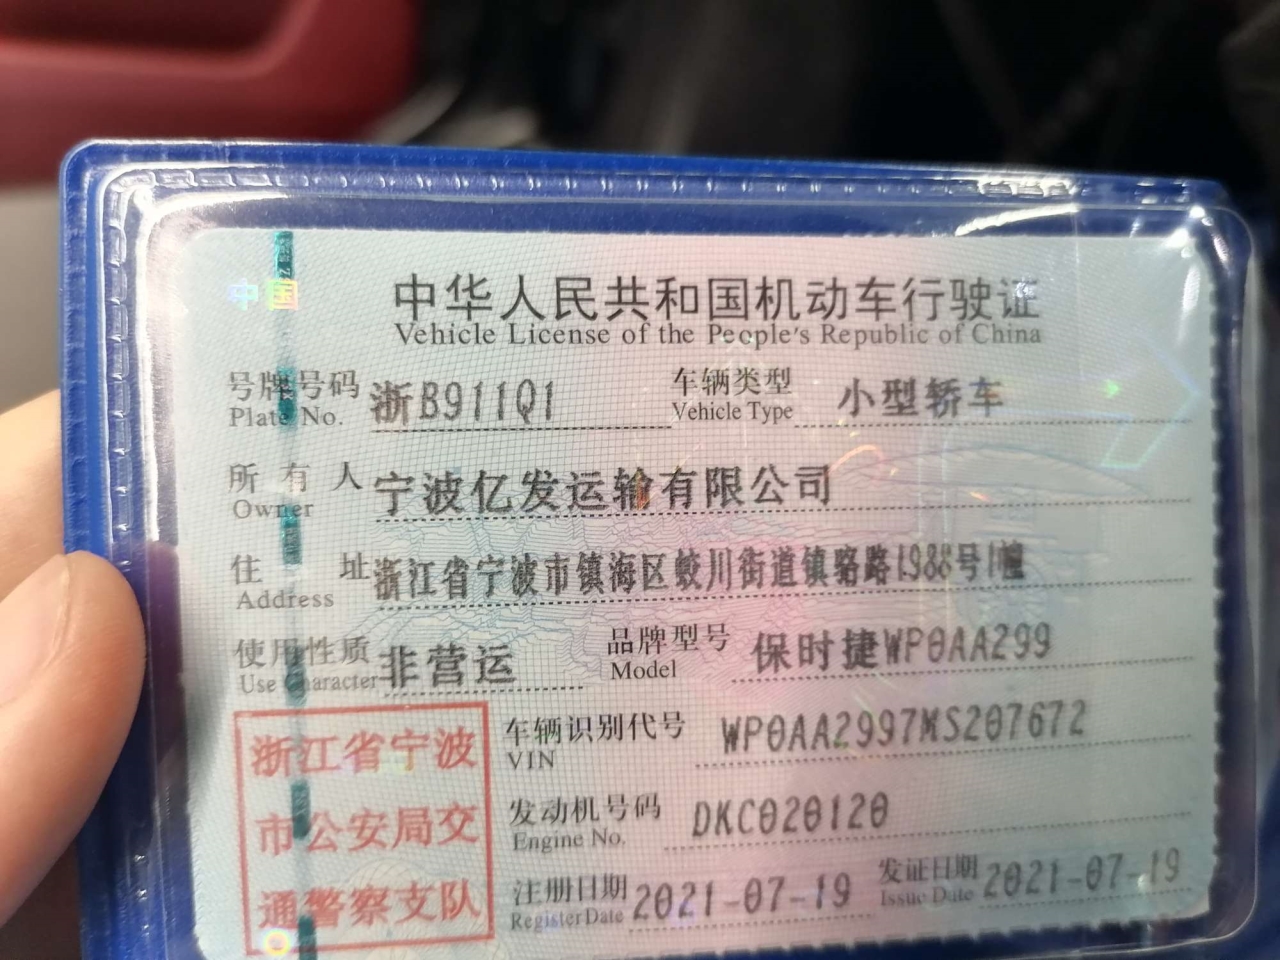 中国
中华人民共和国机动车行驶证
Vehicle License of the People's Republic of China
号牌号码 浙B911Q1 车辆类型 小型轿车
Plate No. Vehicle Type
所有人 宁波亿发运输有限公司
Owner
住址 浙江省宁波市镇海区蛟川街道镇骆路1988号1幢
Address
使用性质 非营运 品牌型号 保时捷WP0AA299
Use Character Model
车辆识别代号 WP0AA2997MS207672
VIN
发动机号码 DKC020120
Engine No.
注册日期 2021-07-19 发证日期 2021-07-19
Register Date Issue Date
浙江省宁波
市公安局交
通警察支队